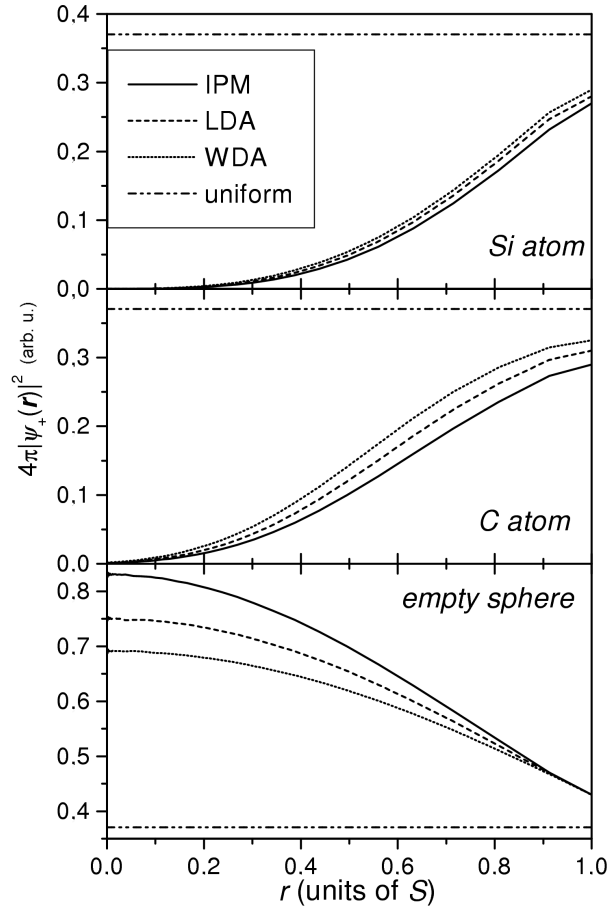 0,4
0,3
0,2
0,1
0,0
IPM
LDA
WDA
uniform
Si atom
0.3
0.2
0.1
0.0
C atom
0.8
0.7
0.6
0.5
0.4
empty sphere
4π|ψ₊(r)|² (arb. u.)
0.0 0.2 0.4 0.6 0.8 1.0
r (units of S)